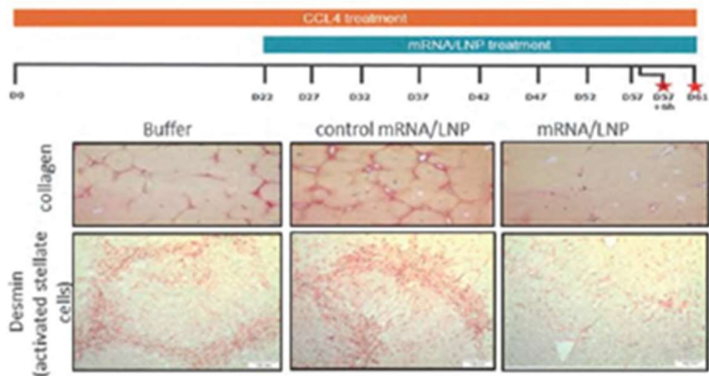 CCL4 treatment
mRNA/LNP treatment
D0 D22 D27 D32 D37 D42 D47 D52 D57 D57 D61
+6h
Buffer control mRNA/LNP mRNA/LNP
collagen
Desmin
(activated stellate
cells)